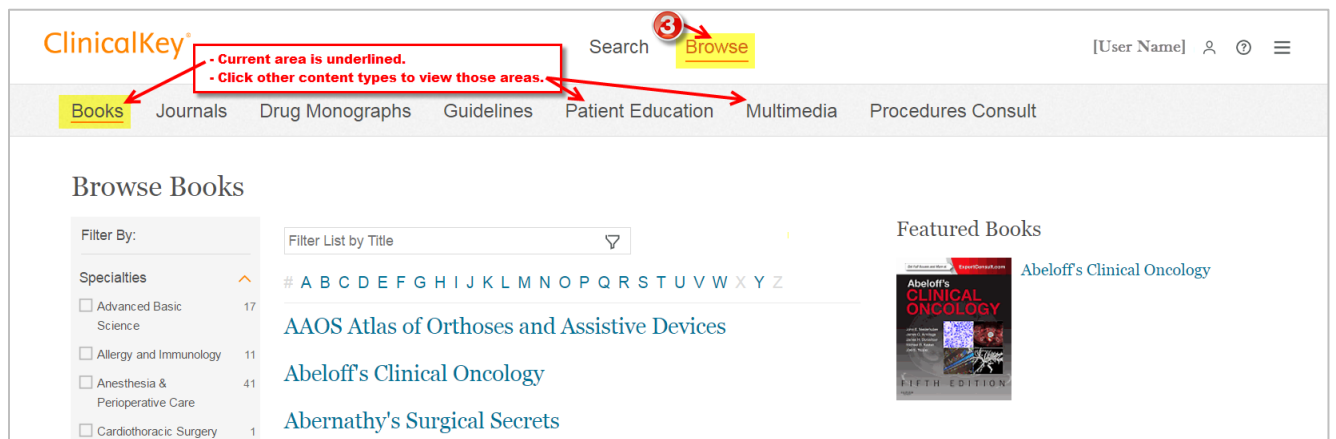 ClinicalKey
Search
3
Browse
[User Name]
- Current area is underlined.
- Click other content types to view those areas.
Books Journals Drug Monographs Guidelines Patient Education Multimedia Procedures Consult
Browse Books
Filter By:
Specialties
Advanced Basic
Science
17
Allergy and Immunology 11
Anesthesia &
Perioperative Care
41
Cardiothoracic Surgery 1
Filter List by Title
# A B C D E F G H I J K L M N O P Q R S T U V W X Y Z
AAOS Atlas of Orthoses and Assistive Devices
Abeloff's Clinical Oncology
Abernathy's Surgical Secrets
Featured Books
ExpertConsult.com
Abeloff's
CLINICAL
ONCOLOGY
FIFTH EDITION
Abeloff's Clinical Oncology